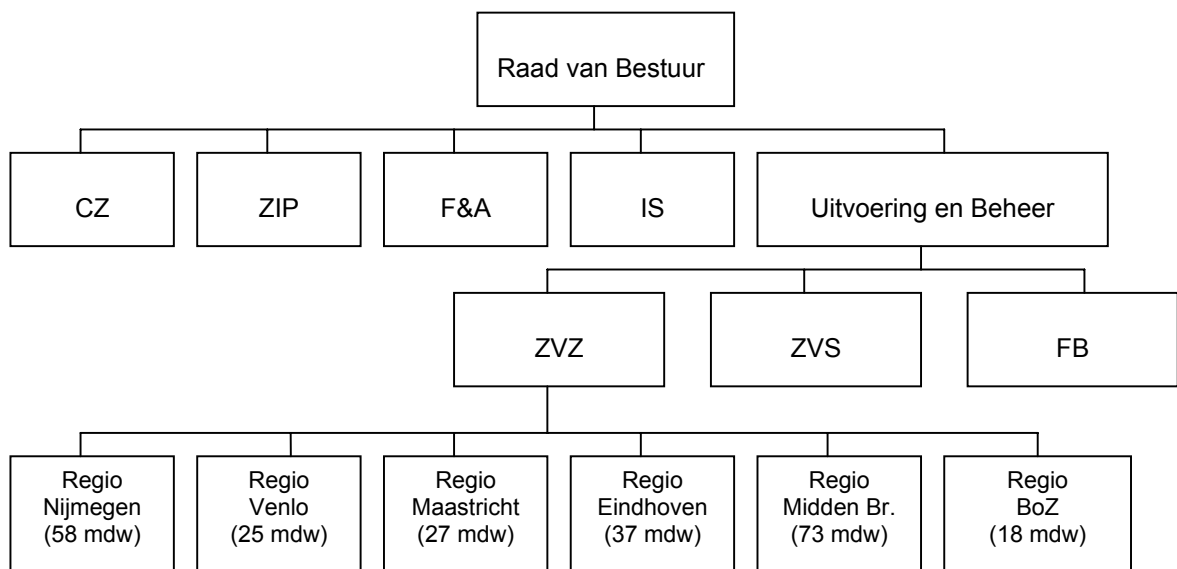 Raad van Bestuur
CZ
ZIP
F&A
IS
Uitvoering en Beheer
ZVZ
ZVS
FB
Regio
Nijmegen
(58 mdw)
Regio
Venlo
(25 mdw)
Regio
Maastricht
(27 mdw)
Regio
Eindhoven
(37 mdw)
Regio
Midden Br.
(73 mdw)
Regio
BoZ
(18 mdw)